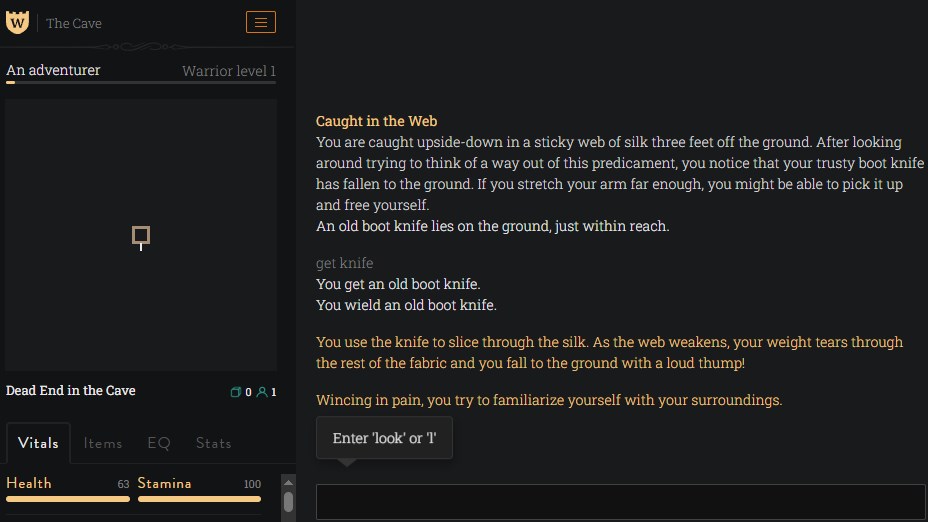 W The Cave
An adventurer Warrior level 1
Dead End in the Cave 0 1
Vitals Items EQ Stats
Health 63 Stamina 100
Caught in the Web
You are caught upside-down in a sticky web of silk three feet off the ground. After looking
around trying to think of a way out of this predicament, you notice that your trusty boot knife
has fallen to the ground. If you stretch your arm far enough, you might be able to pick it up
and free yourself.
An old boot knife lies on the ground, just within reach.
get knife
You get an old boot knife.
You wield an old boot knife.
You use the knife to slice through the silk. As the web weakens, your weight tears through
the rest of the fabric and you fall to the ground with a loud thump!
Wincing in pain, you try to familiarize yourself with your surroundings.
Enter 'look' or 'l'